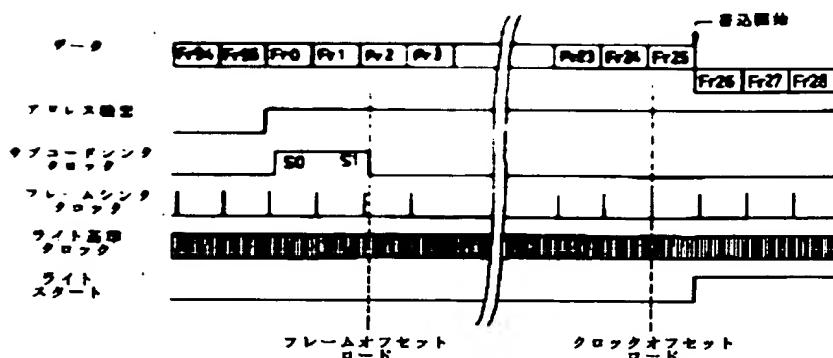 書込開始
データ
Fr94 Fr95 Fr0 Fr1 Fr2 Fr3 Fr23 Fr24 Fr25
Fr26 Fr27 Fr28
アドレス検定
サブコードシンク
クロック
S0 S1
フレームシンク
クロック
ライト基準
クロック
ライト
スタート
フレームオフセット
ロード
クロックオフセット
ロード